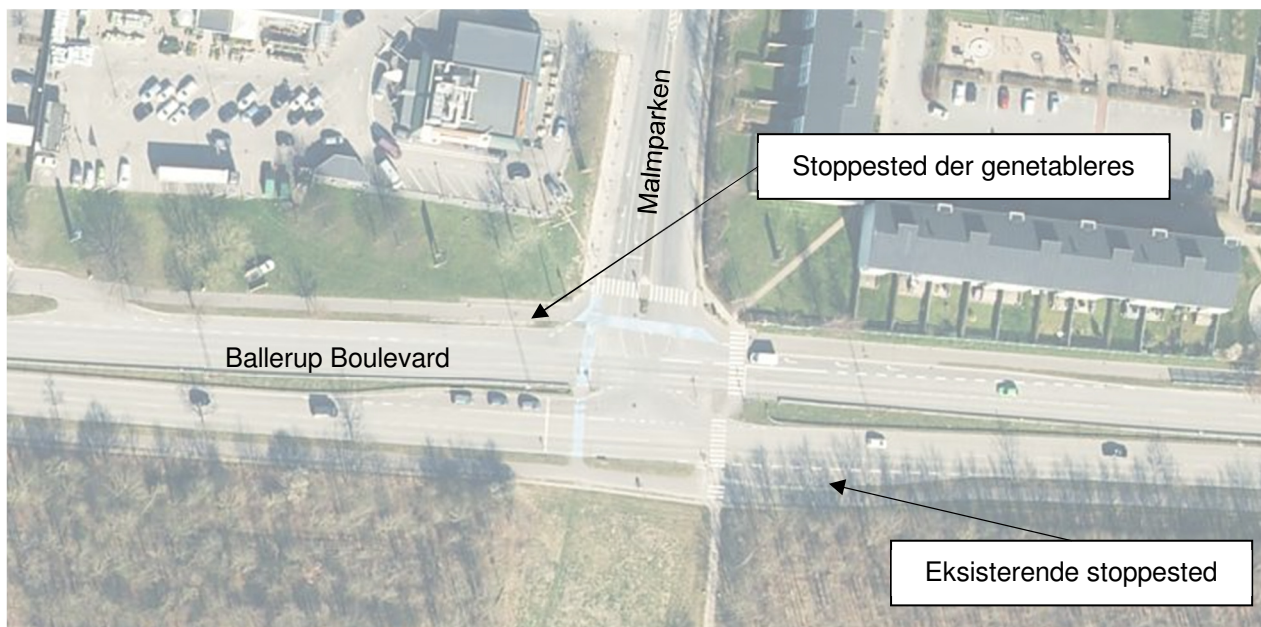 Malmparken
Stoppested der genetableres
Ballerup Boulevard
Eksisterende stoppested